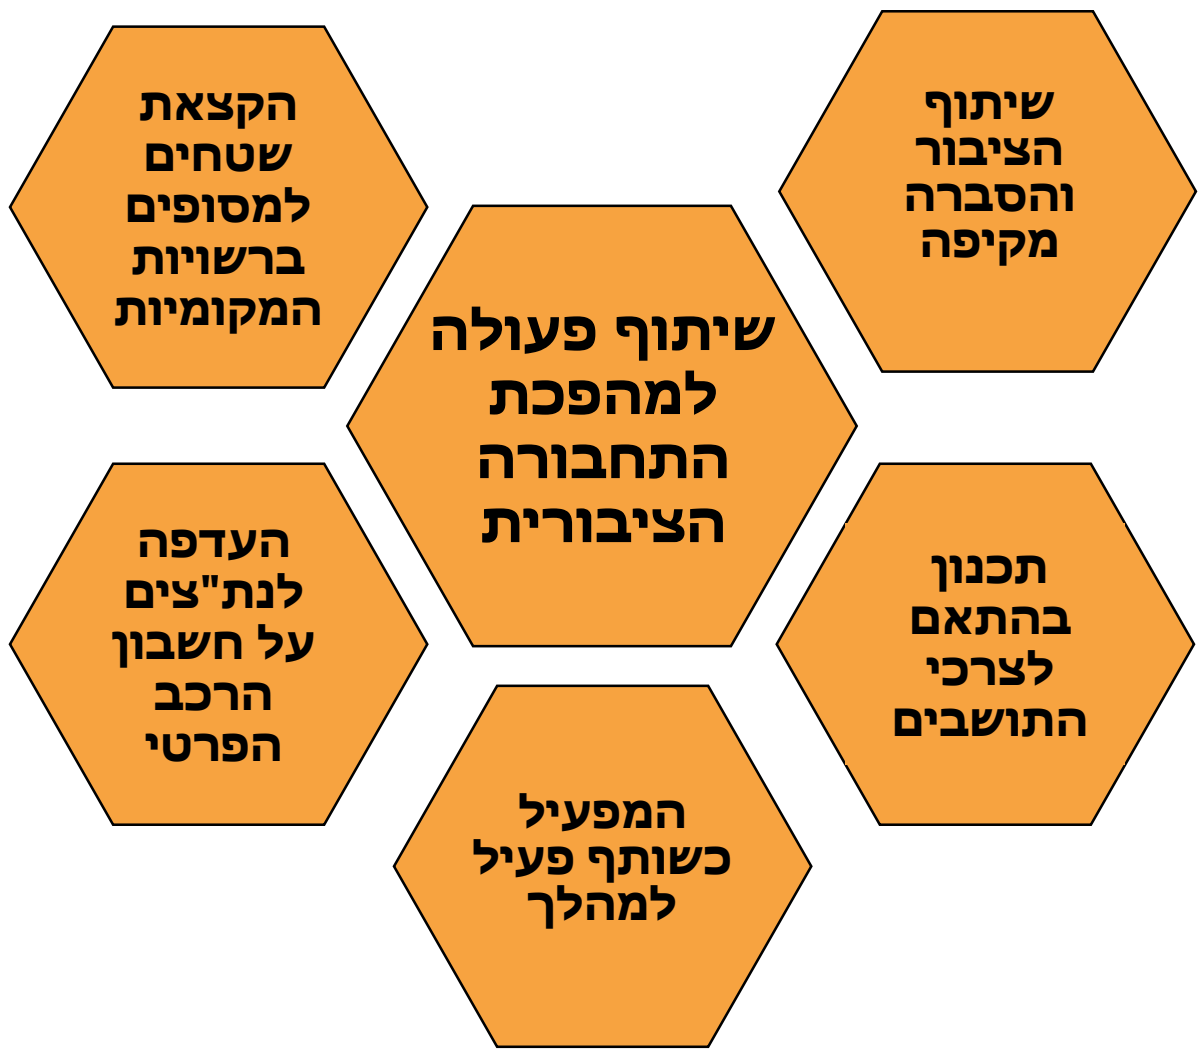 שיתוף
הציבור
והסברה
מקיפה
הקצאת
שטחים
למסופים
ברשויות
המקומיות
שיתוף פעולה
למהפכת
התחבורה
הציבורית
תכנון
בהתאם
לצרכי
התושבים
העדפה
לנת"צים
על חשבון
הרכב
הפרטי
המפעיל
כשותף פעיל
למהלך